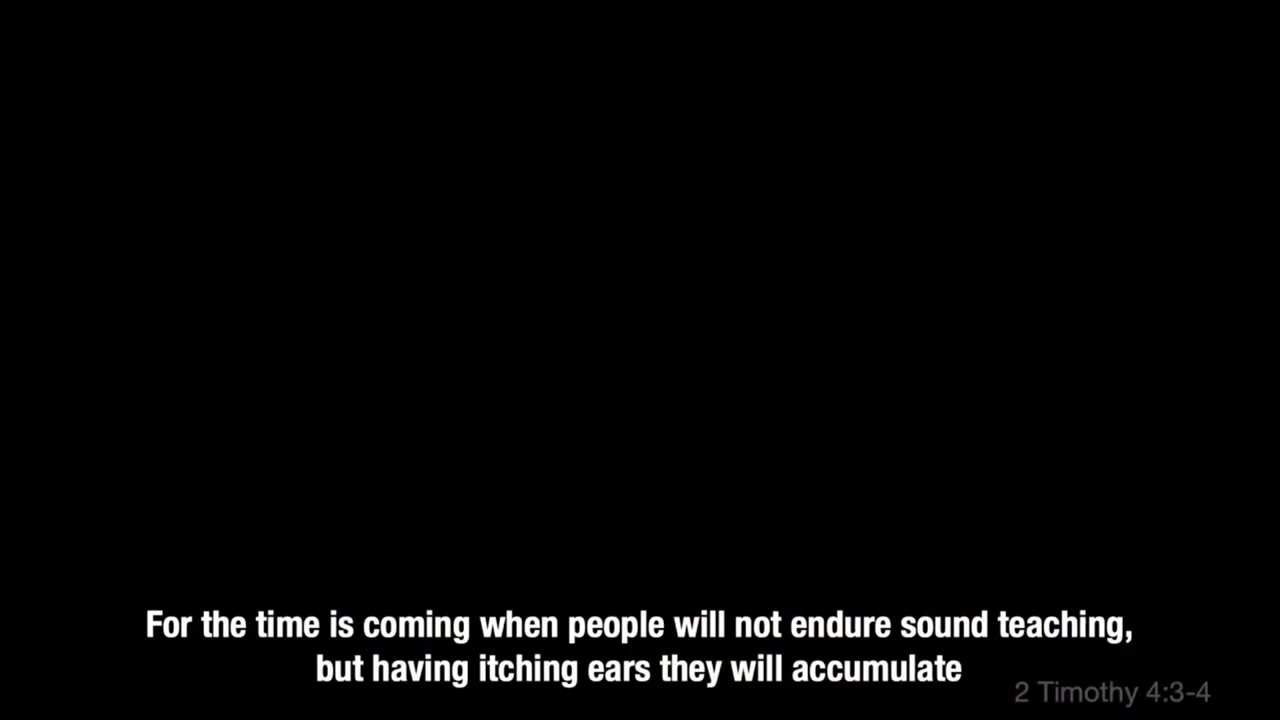 For the time is coming when people will not endure sound teaching,
but having itching ears they will accumulate
2 Timothy 4:3-4